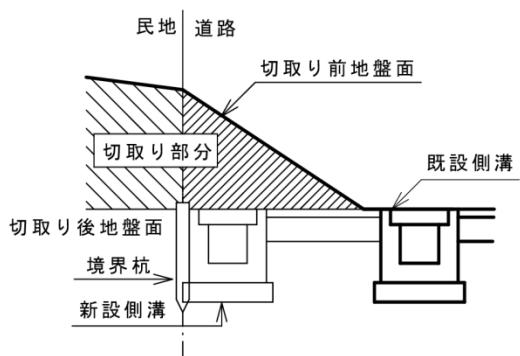 民地
道路
切取り前地盤面
切取り部分
既設側溝
切取り後地盤面
境界杭
新設側溝